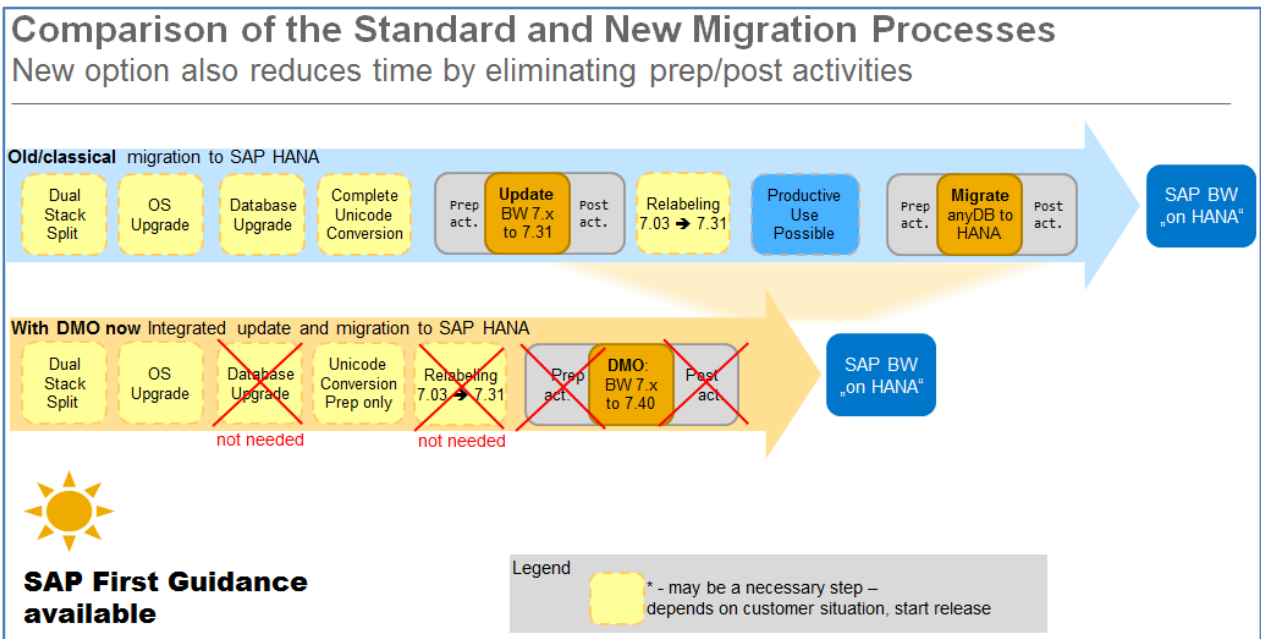 Comparison of the Standard and New Migration Processes
New option also reduces time by eliminating prep/post activities
Old/classical migration to SAP HANA
Dual
Stack
Split
OS
Upgrade
Database
Upgrade
Complete
Unicode
Conversion
Prep
act.
Update
BW 7.x
to 7.31
Post
act.
Relabeling
7.03 ➔ 7.31
Productive
Use
Possible
Prep
act.
Migrate
anyDB to
HANA
Post
act.
SAP BW
„on HANA“
With DMO now Integrated update and migration to SAP HANA
Dual
Stack
Split
OS
Upgrade
Database
Upgrade
not needed
Unicode
Conversion
Prep only
Relabeling
7.03 ➔ 7.31
not needed
Prep
act.
DMO:
BW 7.x
to 7.40
Post
act.
SAP BW
„on HANA“
SAP First Guidance
available
Legend
* - may be a necessary step –
depends on customer situation, start release